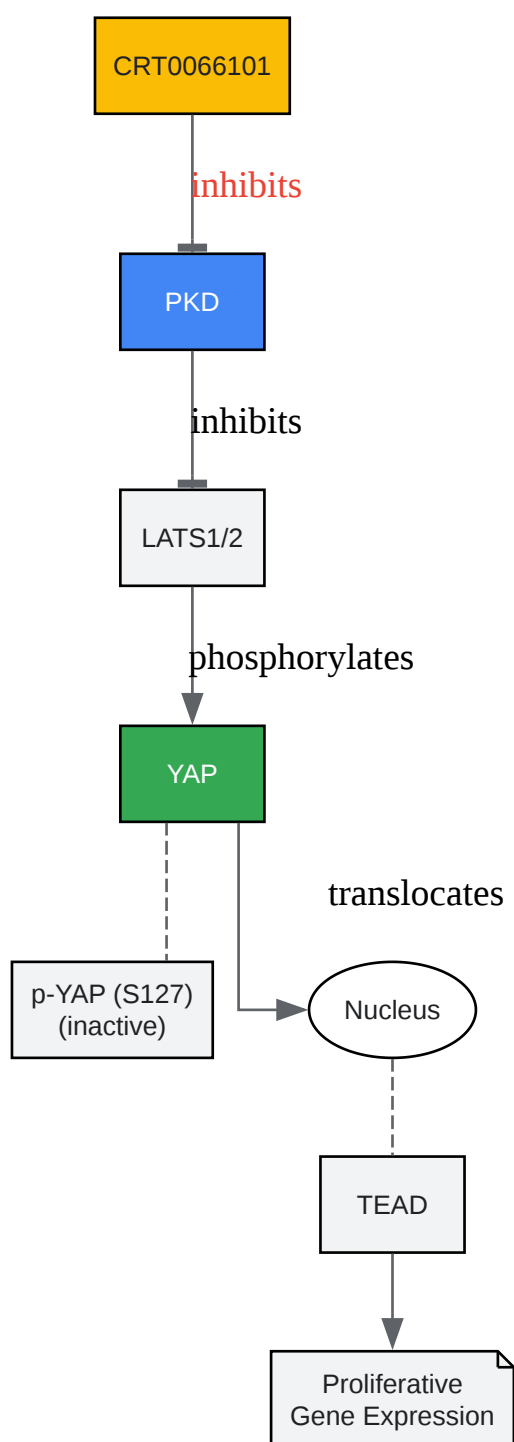 CRT0066101
inhibits
PKD
inhibits
LATS1/2
phosphorylates
YAP
translocates
p-YAP (S127)
(inactive)
Nucleus
TEAD
Proliferative
Gene Expression